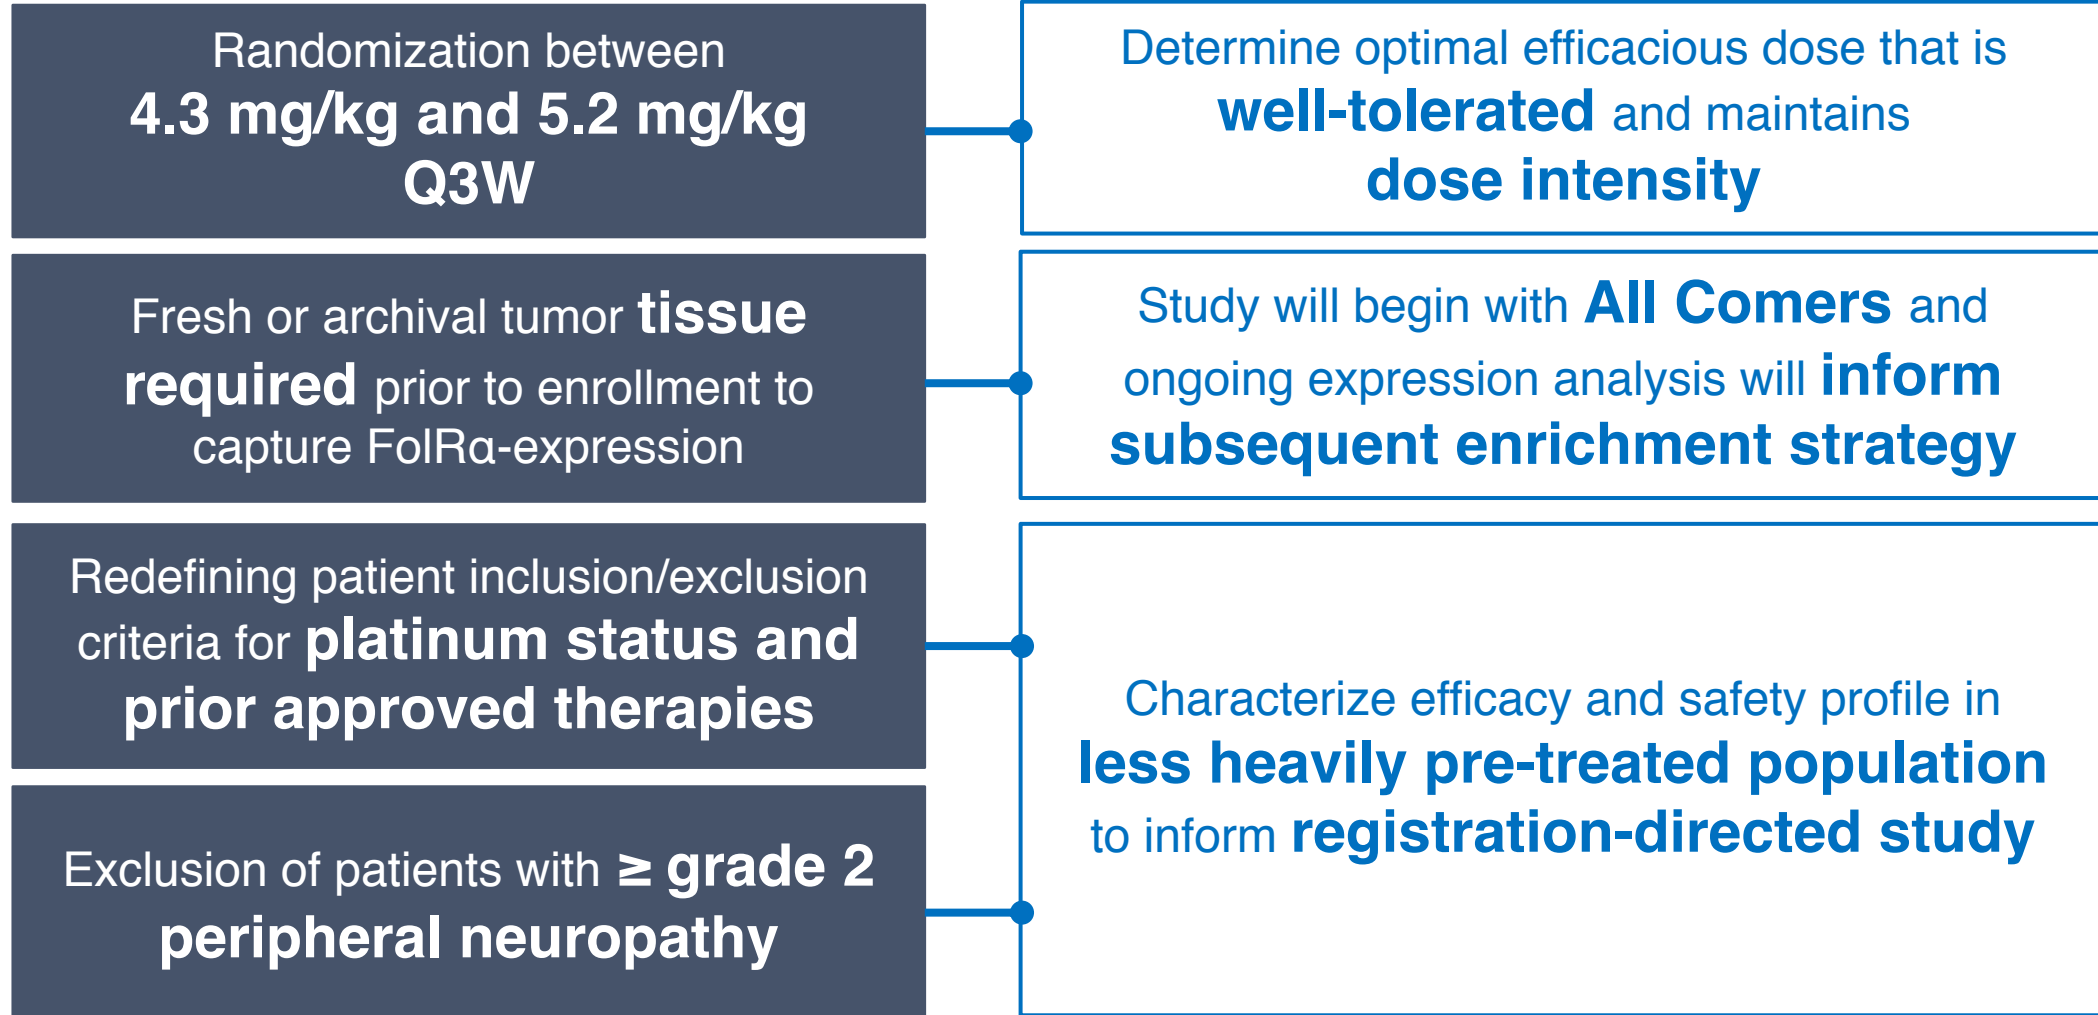 Randomization between
4.3 mg/kg and 5.2 mg/kg
Q3W
Determine optimal efficacious dose that is
well-tolerated and maintains
dose intensity
Fresh or archival tumor tissue
required prior to enrollment to
capture FolRα-expression
Study will begin with All Comers and
ongoing expression analysis will inform
subsequent enrichment strategy
Redefining patient inclusion/exclusion
criteria for platinum status and
prior approved therapies
Exclusion of patients with ≥ grade 2
peripheral neuropathy
Characterize efficacy and safety profile in
less heavily pre-treated population
to inform registration-directed study